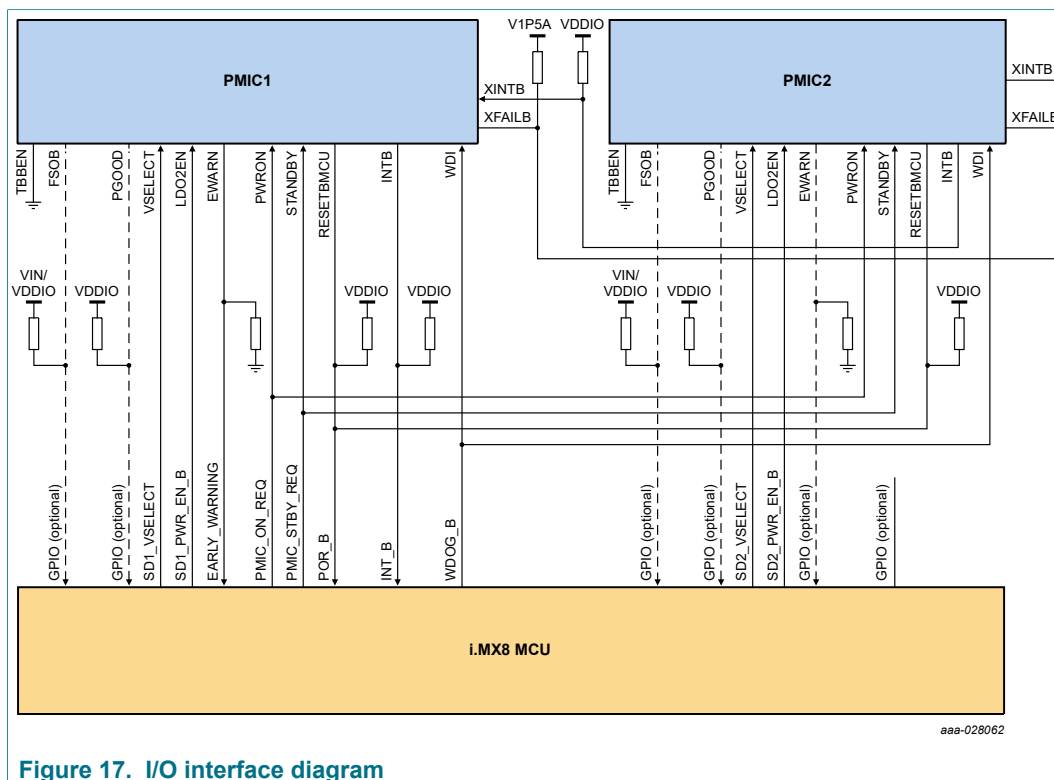 V1P5A
VDDIO
PMIC1
PMIC2
XINTB
XFAILB
XINTB
XFAILB
TBBEN
FSOB
PGOOD
VSELECT
LDO2EN
EWARN
PWRON
STANDBY
RESETBMCU
INTB
WDI
TBBEN
FSOB
PGOOD
VSELECT
LDO2EN
EWARN
PWRON
STANDBY
RESETBMCU
INTB
WDI
VIN/
VDDIO
VDDIO
VDDIO
VDDIO
VIN/
VDDIO
VDDIO
VDDIO
GPIO (optional)
GPIO (optional)
SD1_VSELECT
SD1_PWR_EN_B
EARLY_WARNING
PMIC_ON_REQ
PMIC_STBY_REQ
POR_B
INT_B
WDOG_B
GPIO (optional)
GPIO (optional)
SD2_VSELECT
SD2_PWR_EN_B
GPIO (optional)
GPIO (optional)
i.MX8 MCU
aaa-028062
Figure 17. I/O interface diagram